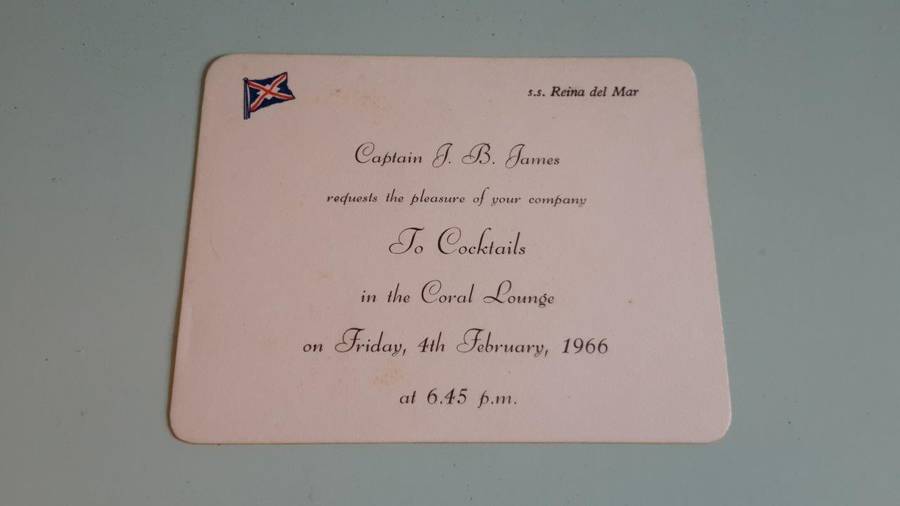 s.s. Reina del Mar
Captain J. B. James
requests the pleasure of your company
To Cocktails
in the Coral Lounge
on Friday, 4th February, 1966
at 6.45 p.m.